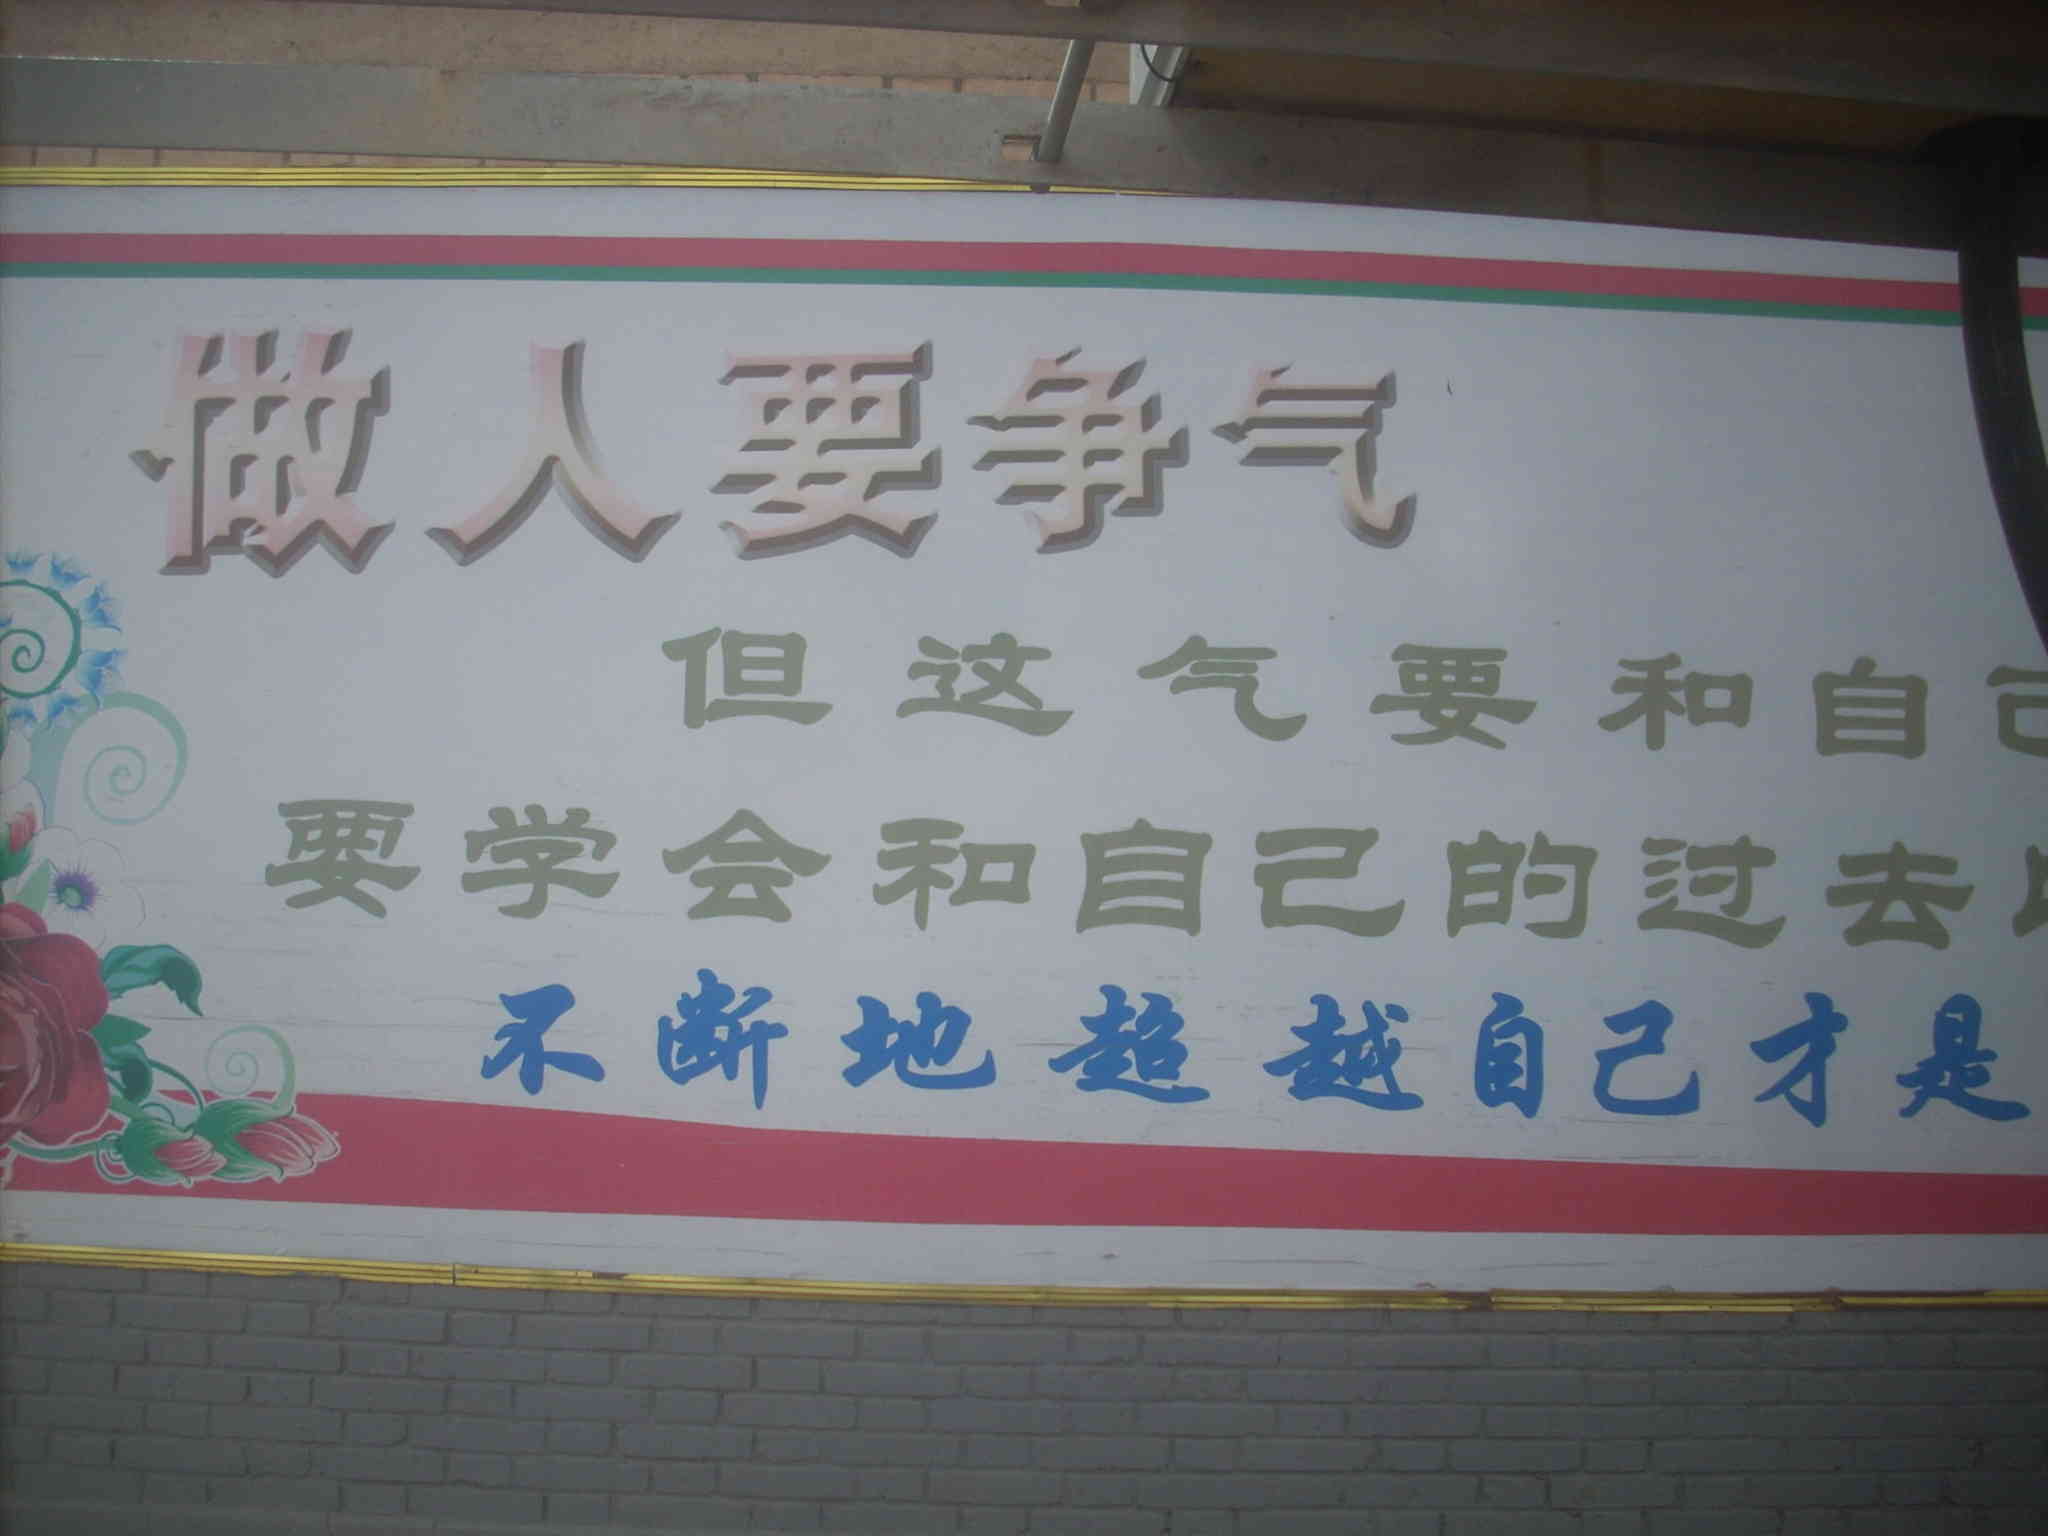 做人要争气
但这气要和自己
要学会和自己的过去
不断地超越自己才是